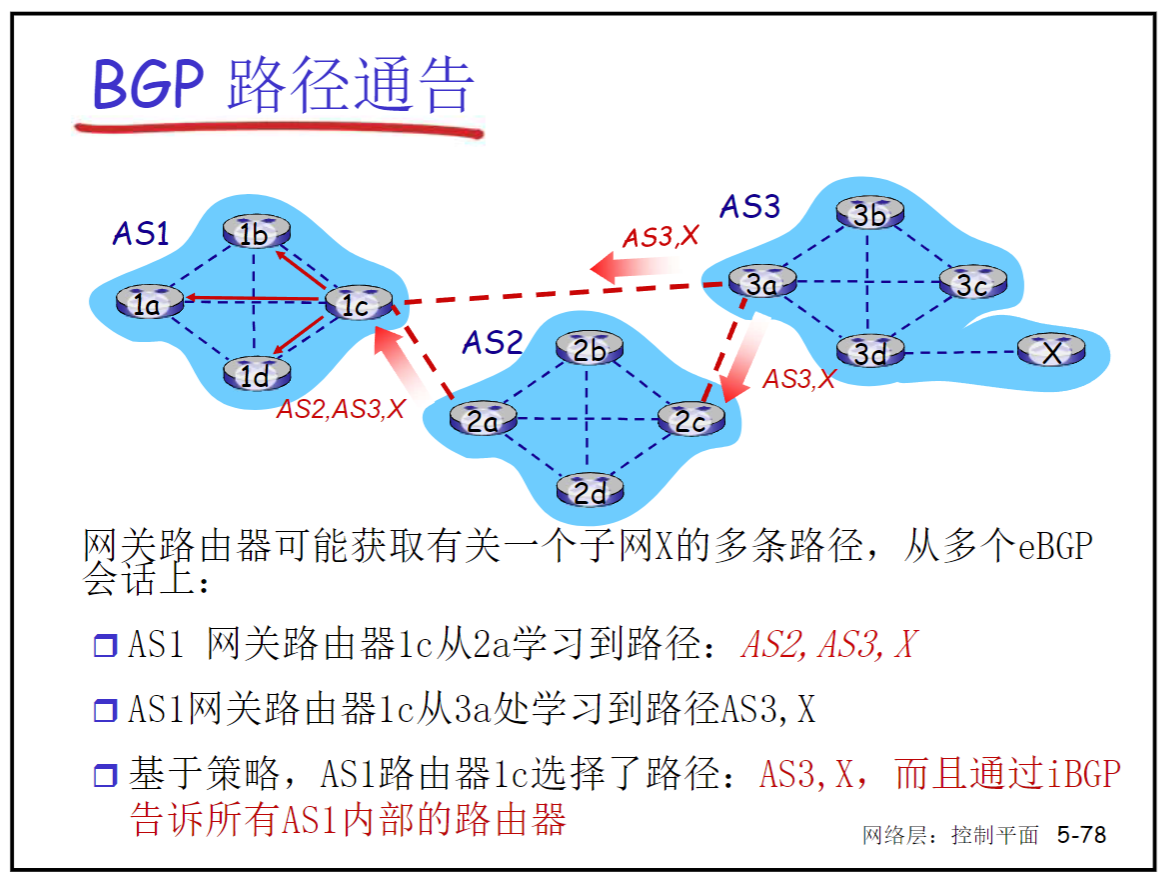 BGP 路径通告
AS1
1b
1a
1c
1d
AS3,X
AS3
3b
3a
3c
3d
X
AS2
2b
2a
2c
2d
AS2,AS3,X
AS3,X
网关路由器可能获取有关一个子网X的多条路径，从多个eBGP
会话上：
AS1 网关路由器1c从2a学习到路径：AS2,AS3,X
AS1网关路由器1c从3a处学习到路径AS3,X
基于策略，AS1路由器1c选择了路径：AS3,X，而且通过iBGP
告诉所有AS1内部的路由器
网络层：控制平面 5-78